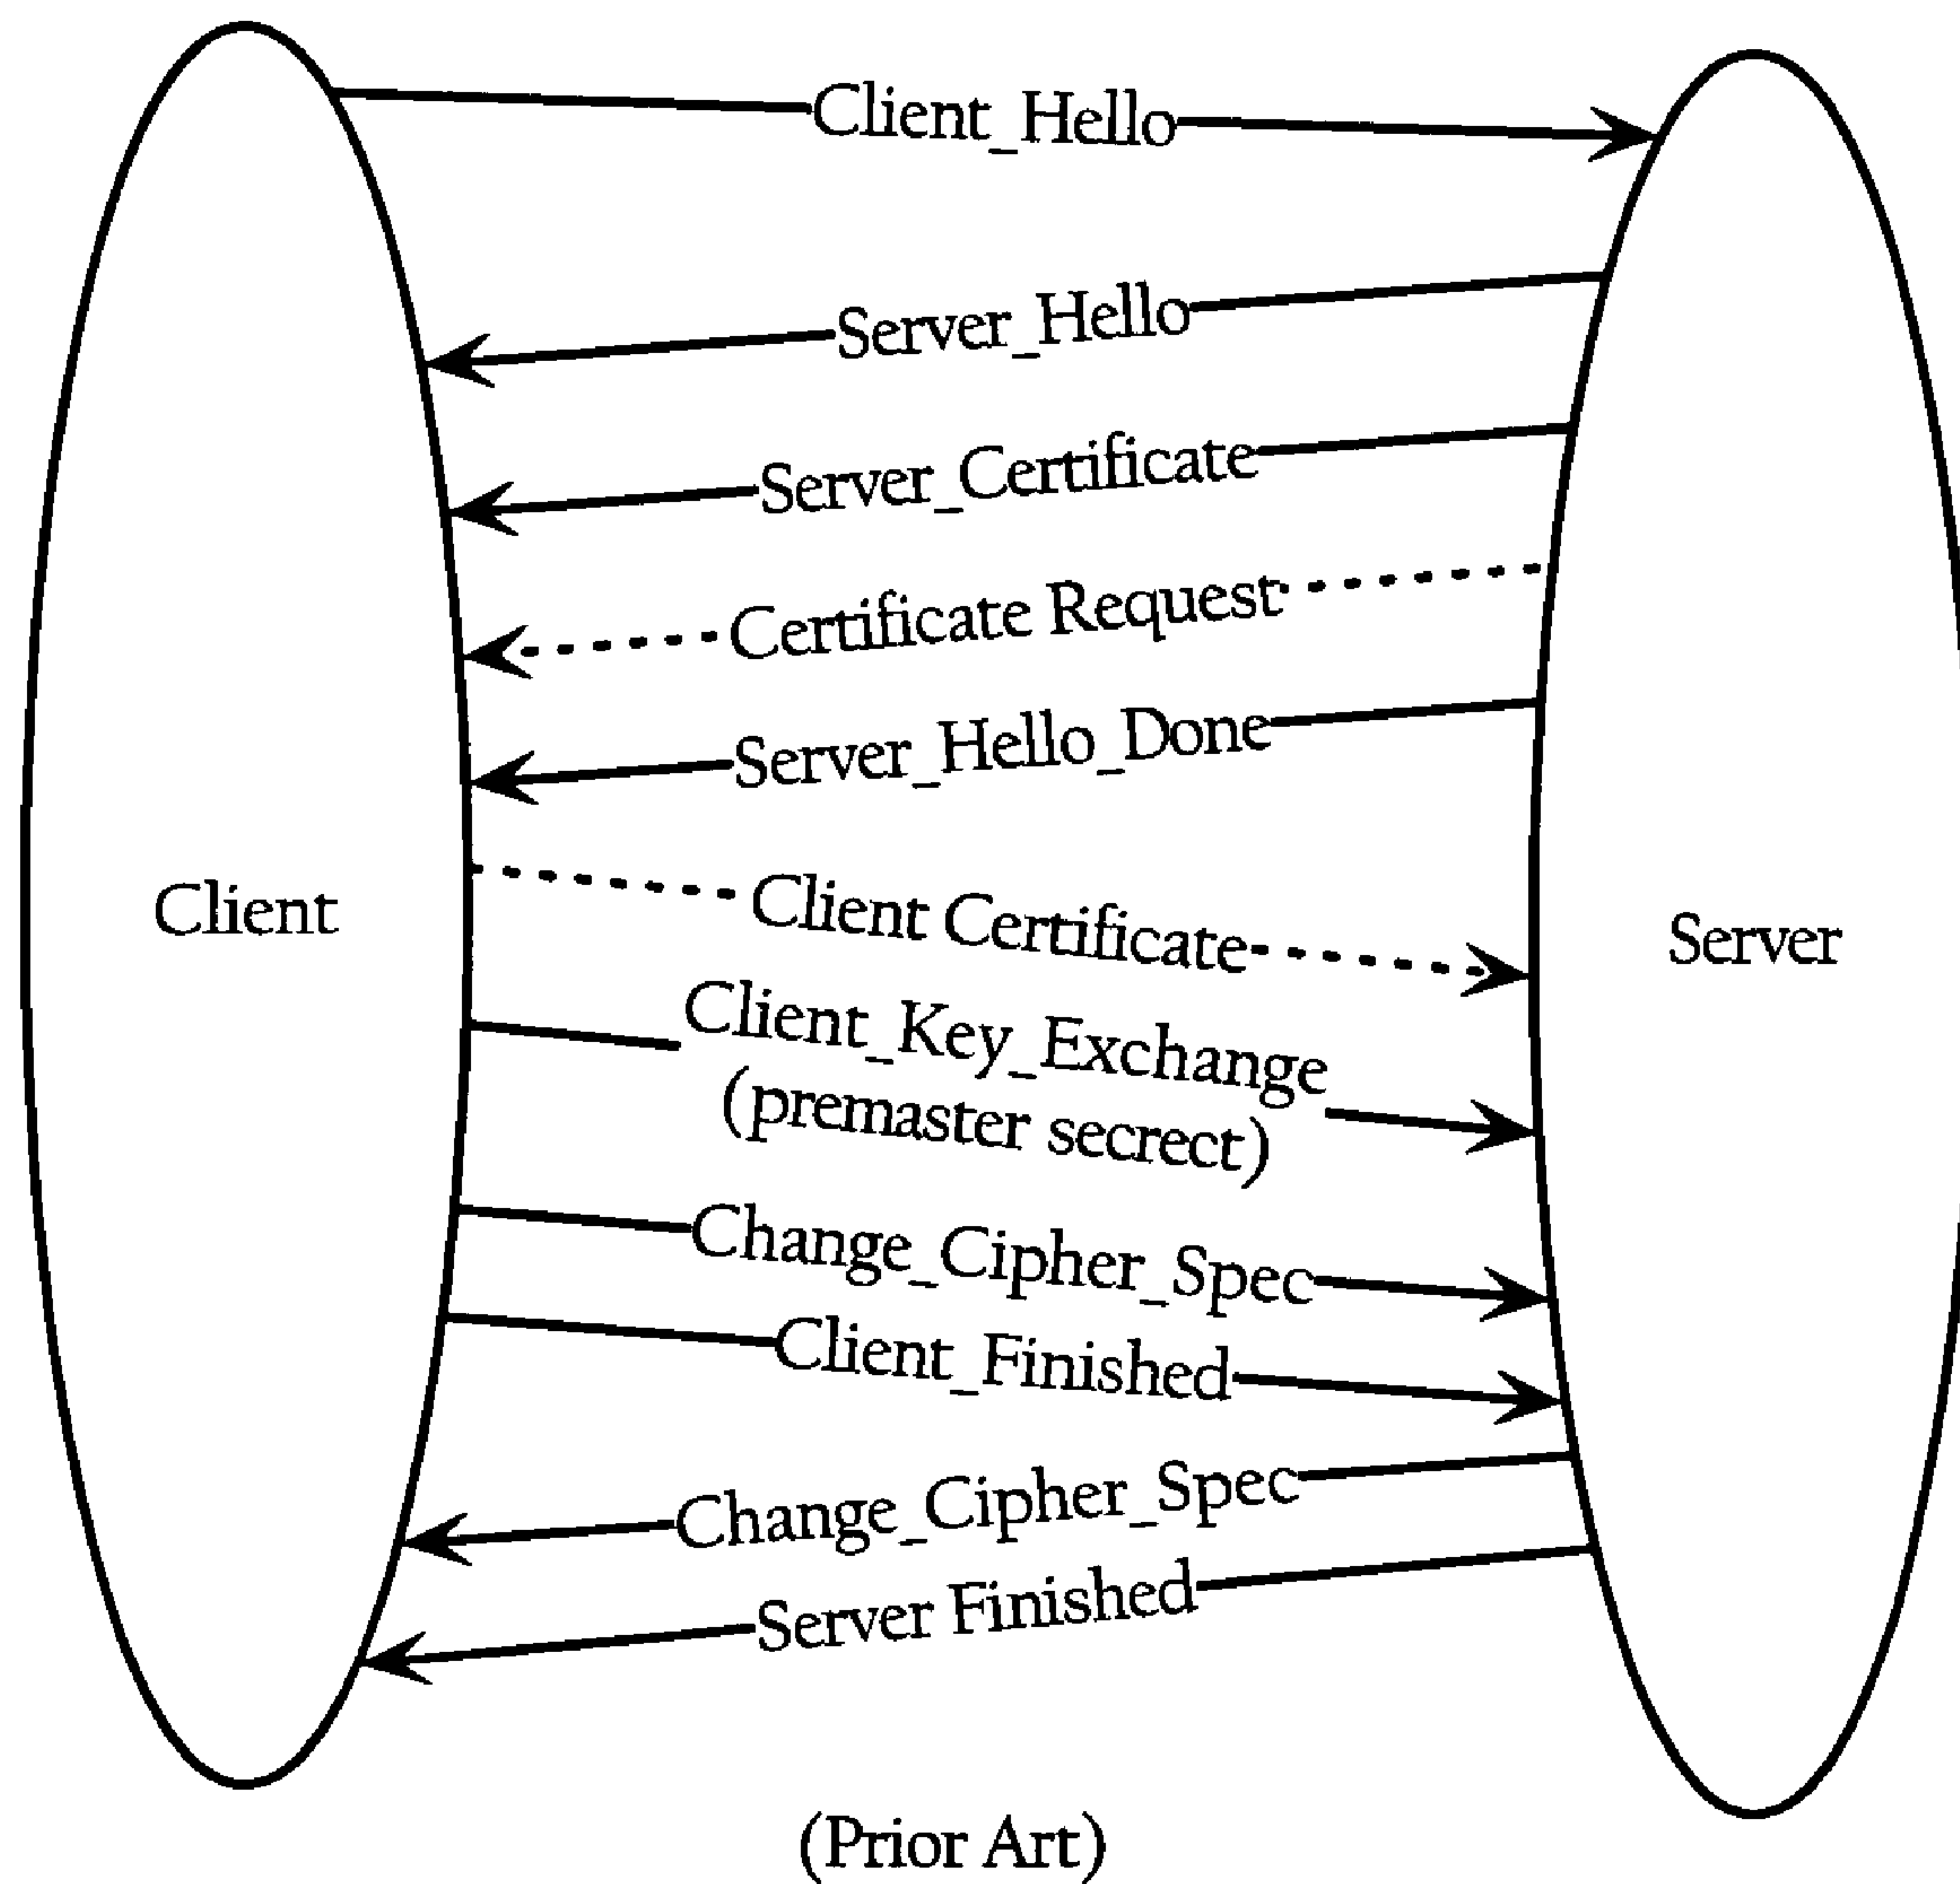 Client_Hello
Server_Hello
Server_Certificate
Certificate Request
Server_Hello_Done
Client Certificate
Client
Server
Client_Key_Exchange
(premaster secrect)
Change_Cipher_Spec
Client_Finished
Change_Cipher_Spec
Server Finished
(Prior Art)